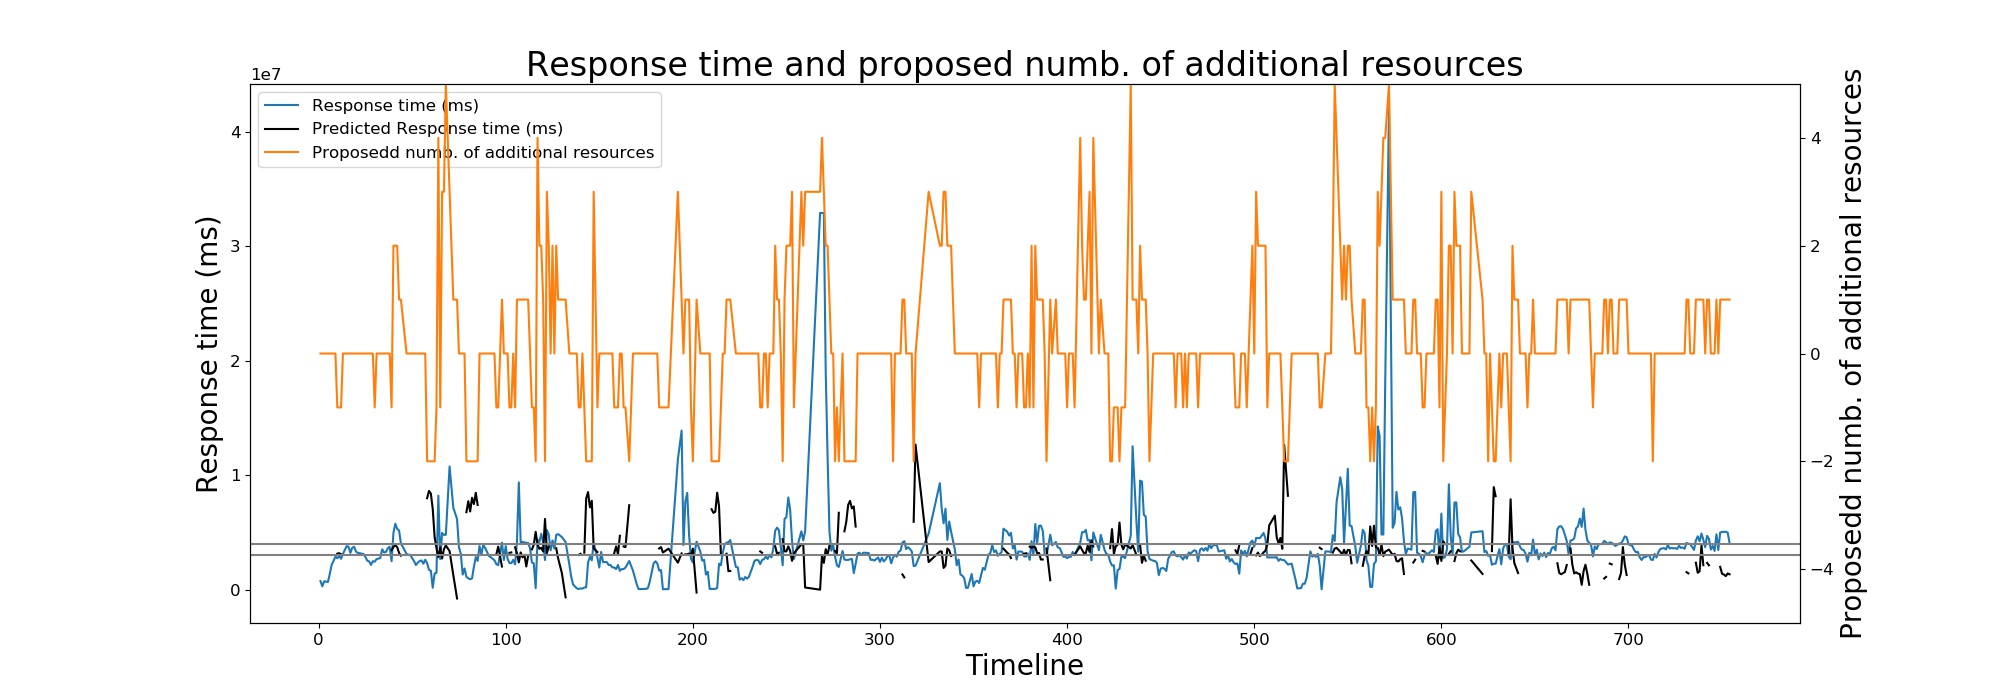 Response time and proposed numb. of additional resources
1e7
Response time (ms)
Predicted Response time (ms)
Proposedd numb. of additional resources
4
3
2
1
0
Response time (ms)
4
2
0
−2
−4
Proposedd numb. of additional resources
0 100 200 300 400 500 600 700
Timeline